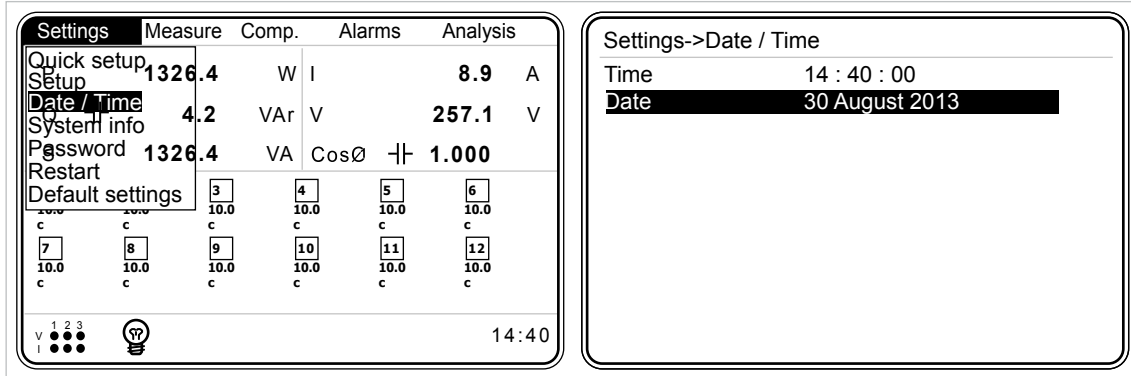 Settings Measure Comp. Alarms Analysis
Quick setup
Setup
Date / Time
System info
Password
Restart
Default settings
P 1326.4 W I 8.9 A
Q 4.2 VAr V 257.1 V
S 1326.4 VA CosØ 1.000
3 4 5 6
10.0 10.0 10.0 10.0 10.0 10.0
c c c c c c
7 8 9 10 11 12
10.0 10.0 10.0 10.0 10.0 10.0
c c c c c c
1 2 3
V
I
14:40
Settings->Date / Time
Time 14 : 40 : 00
Date 30 August 2013